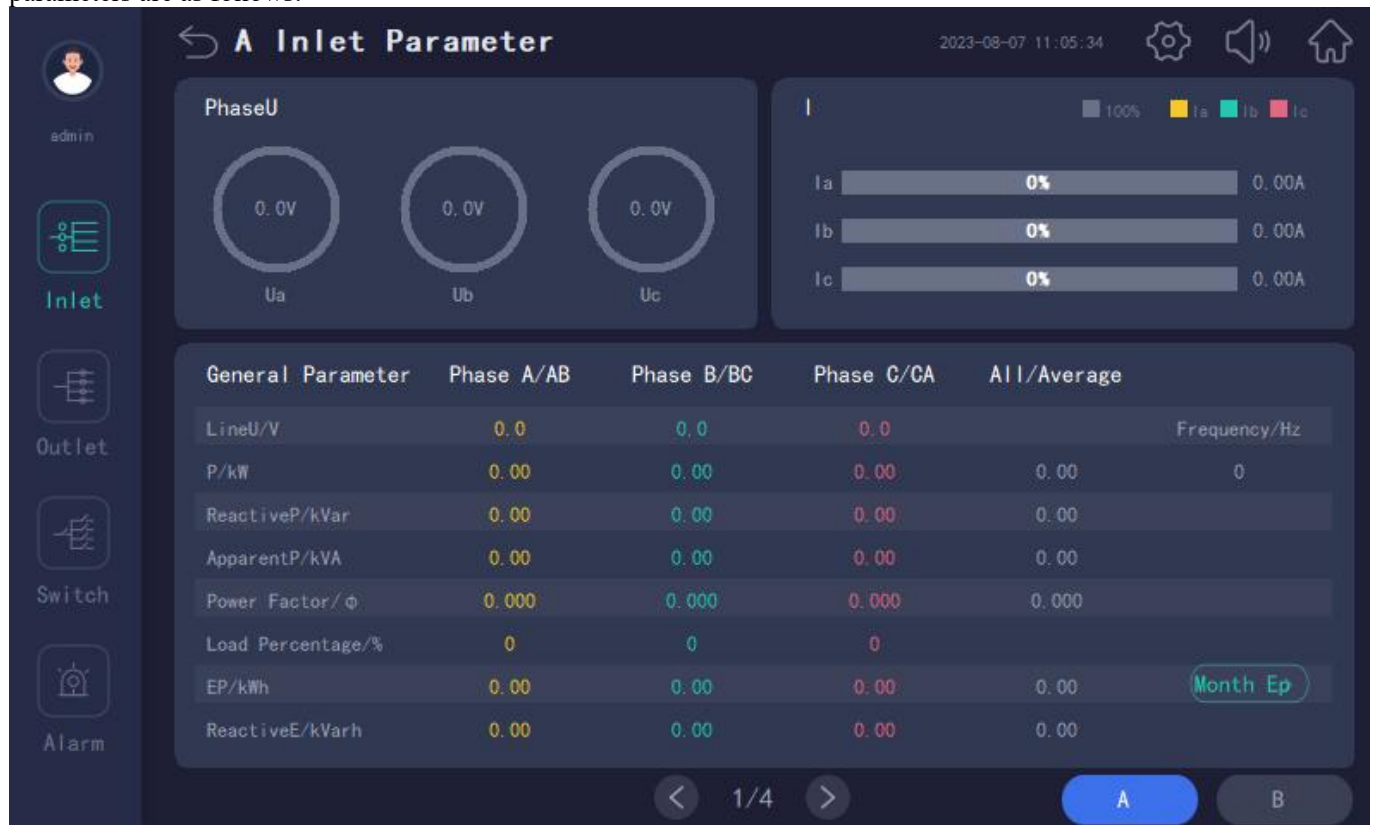 parameters are as follows:
A Inlet Parameter
2023-08-07 11:05:34
admin
Inlet
Outlet
Switch
Alarm
PhaseU
0.0V 0.0V 0.0V
Ua Ub Uc
I
100% Ia Ib Ic
Ia 0% 0.00A
Ib 0% 0.00A
Ic 0% 0.00A
General Parameter Phase A/AB Phase B/BC Phase C/CA All/Average
LineU/V 0.0 0.0 0.0 Frequency/Hz
P/kW 0.00 0.00 0.00 0.00 0
ReactiveP/kVar 0.00 0.00 0.00 0.00
ApparentP/kVA 0.00 0.00 0.00 0.00
Power Factor/Φ 0.000 0.000 0.000 0.000
Load Percentage/% 0 0 0
EP/kWh 0.00 0.00 0.00 0.00 Month Ep
ReactiveE/kVarh 0.00 0.00 0.00 0.00
< 1/4 >
A B